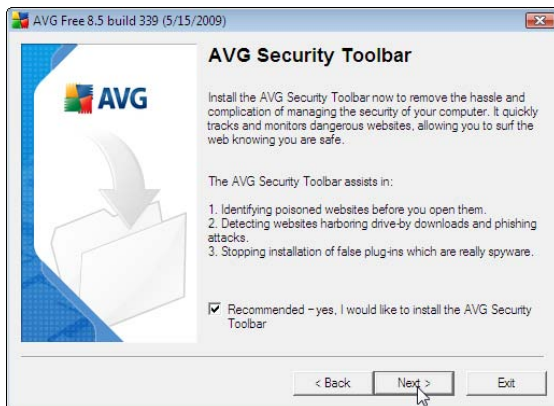 AVG Free 8.5 build 339 (5/15/2009)
AVG
AVG Security Toolbar
Install the AVG Security Toolbar now to remove the hassle and
complication of managing the security of your computer. It quickly
tracks and monitors dangerous websites, allowing you to surf the
web knowing you are safe.
The AVG Security Toolbar assists in:
1. Identifying poisoned websites before you open them.
2. Detecting websites harboring drive-by downloads and phishing
attacks.
3. Stopping installation of false plug-ins which are really spyware.
Recommended – yes, I would like to install the AVG Security
Toolbar
< Back
Next >
Exit